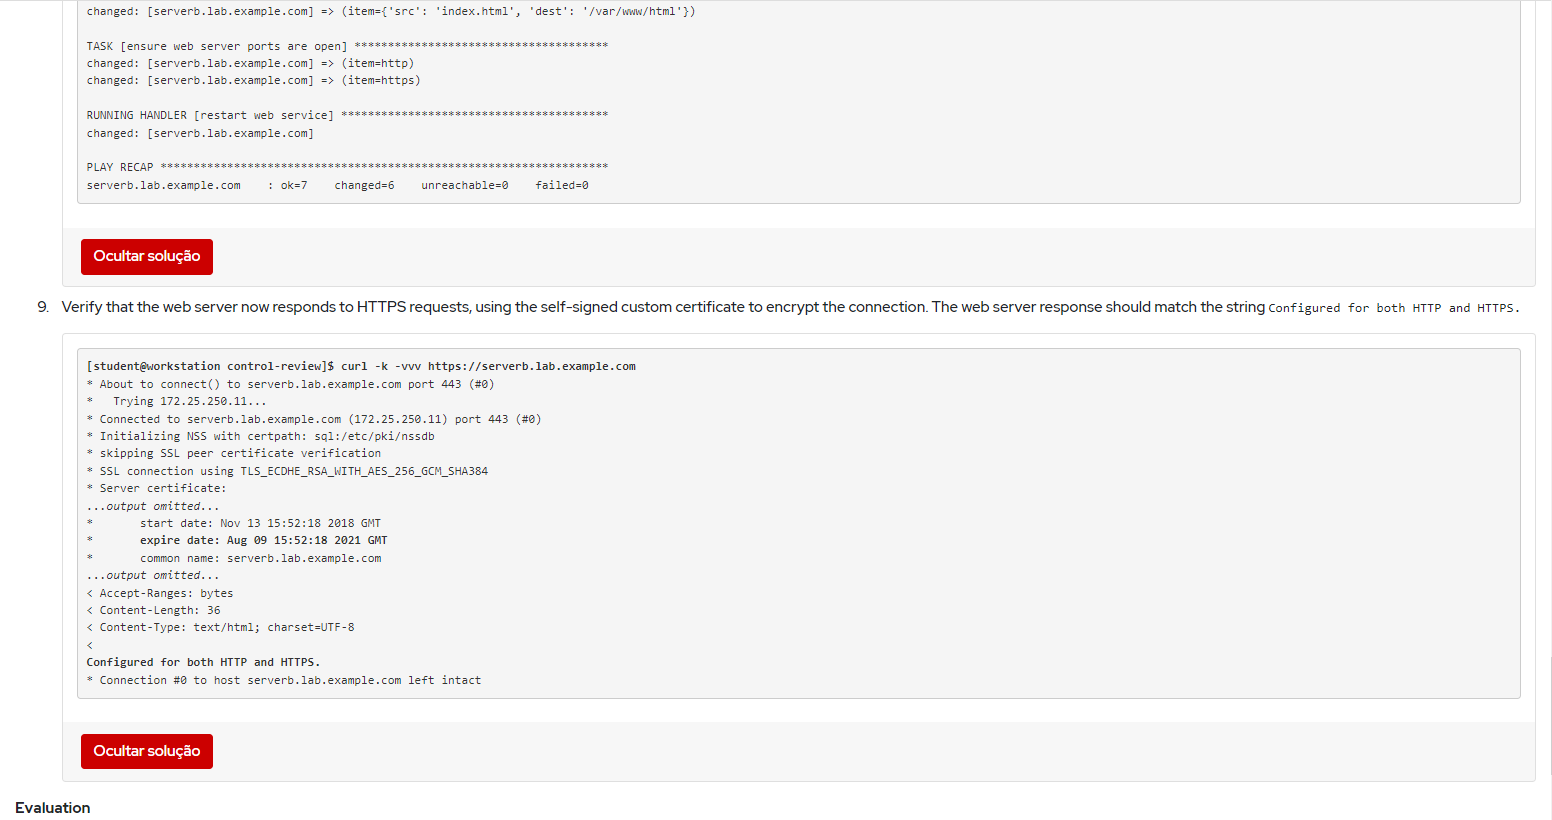 changed: [serverb.lab.example.com] => (item={'src': 'index.html', 'dest': '/var/www/html'})
TASK [ensure web server ports are open] **************************************
changed: [serverb.lab.example.com] => (item=http)
changed: [serverb.lab.example.com] => (item=https)
RUNNING HANDLER [restart web service] ****************************************
changed: [serverb.lab.example.com]
PLAY RECAP *******************************************************************
serverb.lab.example.com    : ok=7    changed=6    unreachable=0    failed=0
Ocultar solução
9. Verify that the web server now responds to HTTPS requests, using the self-signed custom certificate to encrypt the connection. The web server response should match the string Configured for both HTTP and HTTPS.
[student@workstation control-review]$ curl -k -vvv https://serverb.lab.example.com
* About to connect() to serverb.lab.example.com port 443 (#0)
*   Trying 172.25.250.11...
* Connected to serverb.lab.example.com (172.25.250.11) port 443 (#0)
* Initializing NSS with certpath: sql:/etc/pki/nssdb
* skipping SSL peer certificate verification
* SSL connection using TLS_ECDHE_RSA_WITH_AES_256_GCM_SHA384
* Server certificate:
...output omitted...
*       start date: Nov 13 15:52:18 2018 GMT
*       expire date: Aug 09 15:52:18 2021 GMT
*       common name: serverb.lab.example.com
...output omitted...
< Accept-Ranges: bytes
< Content-Length: 36
< Content-Type: text/html; charset=UTF-8
<
Configured for both HTTP and HTTPS.
* Connection #0 to host serverb.lab.example.com left intact
Ocultar solução
Evaluation